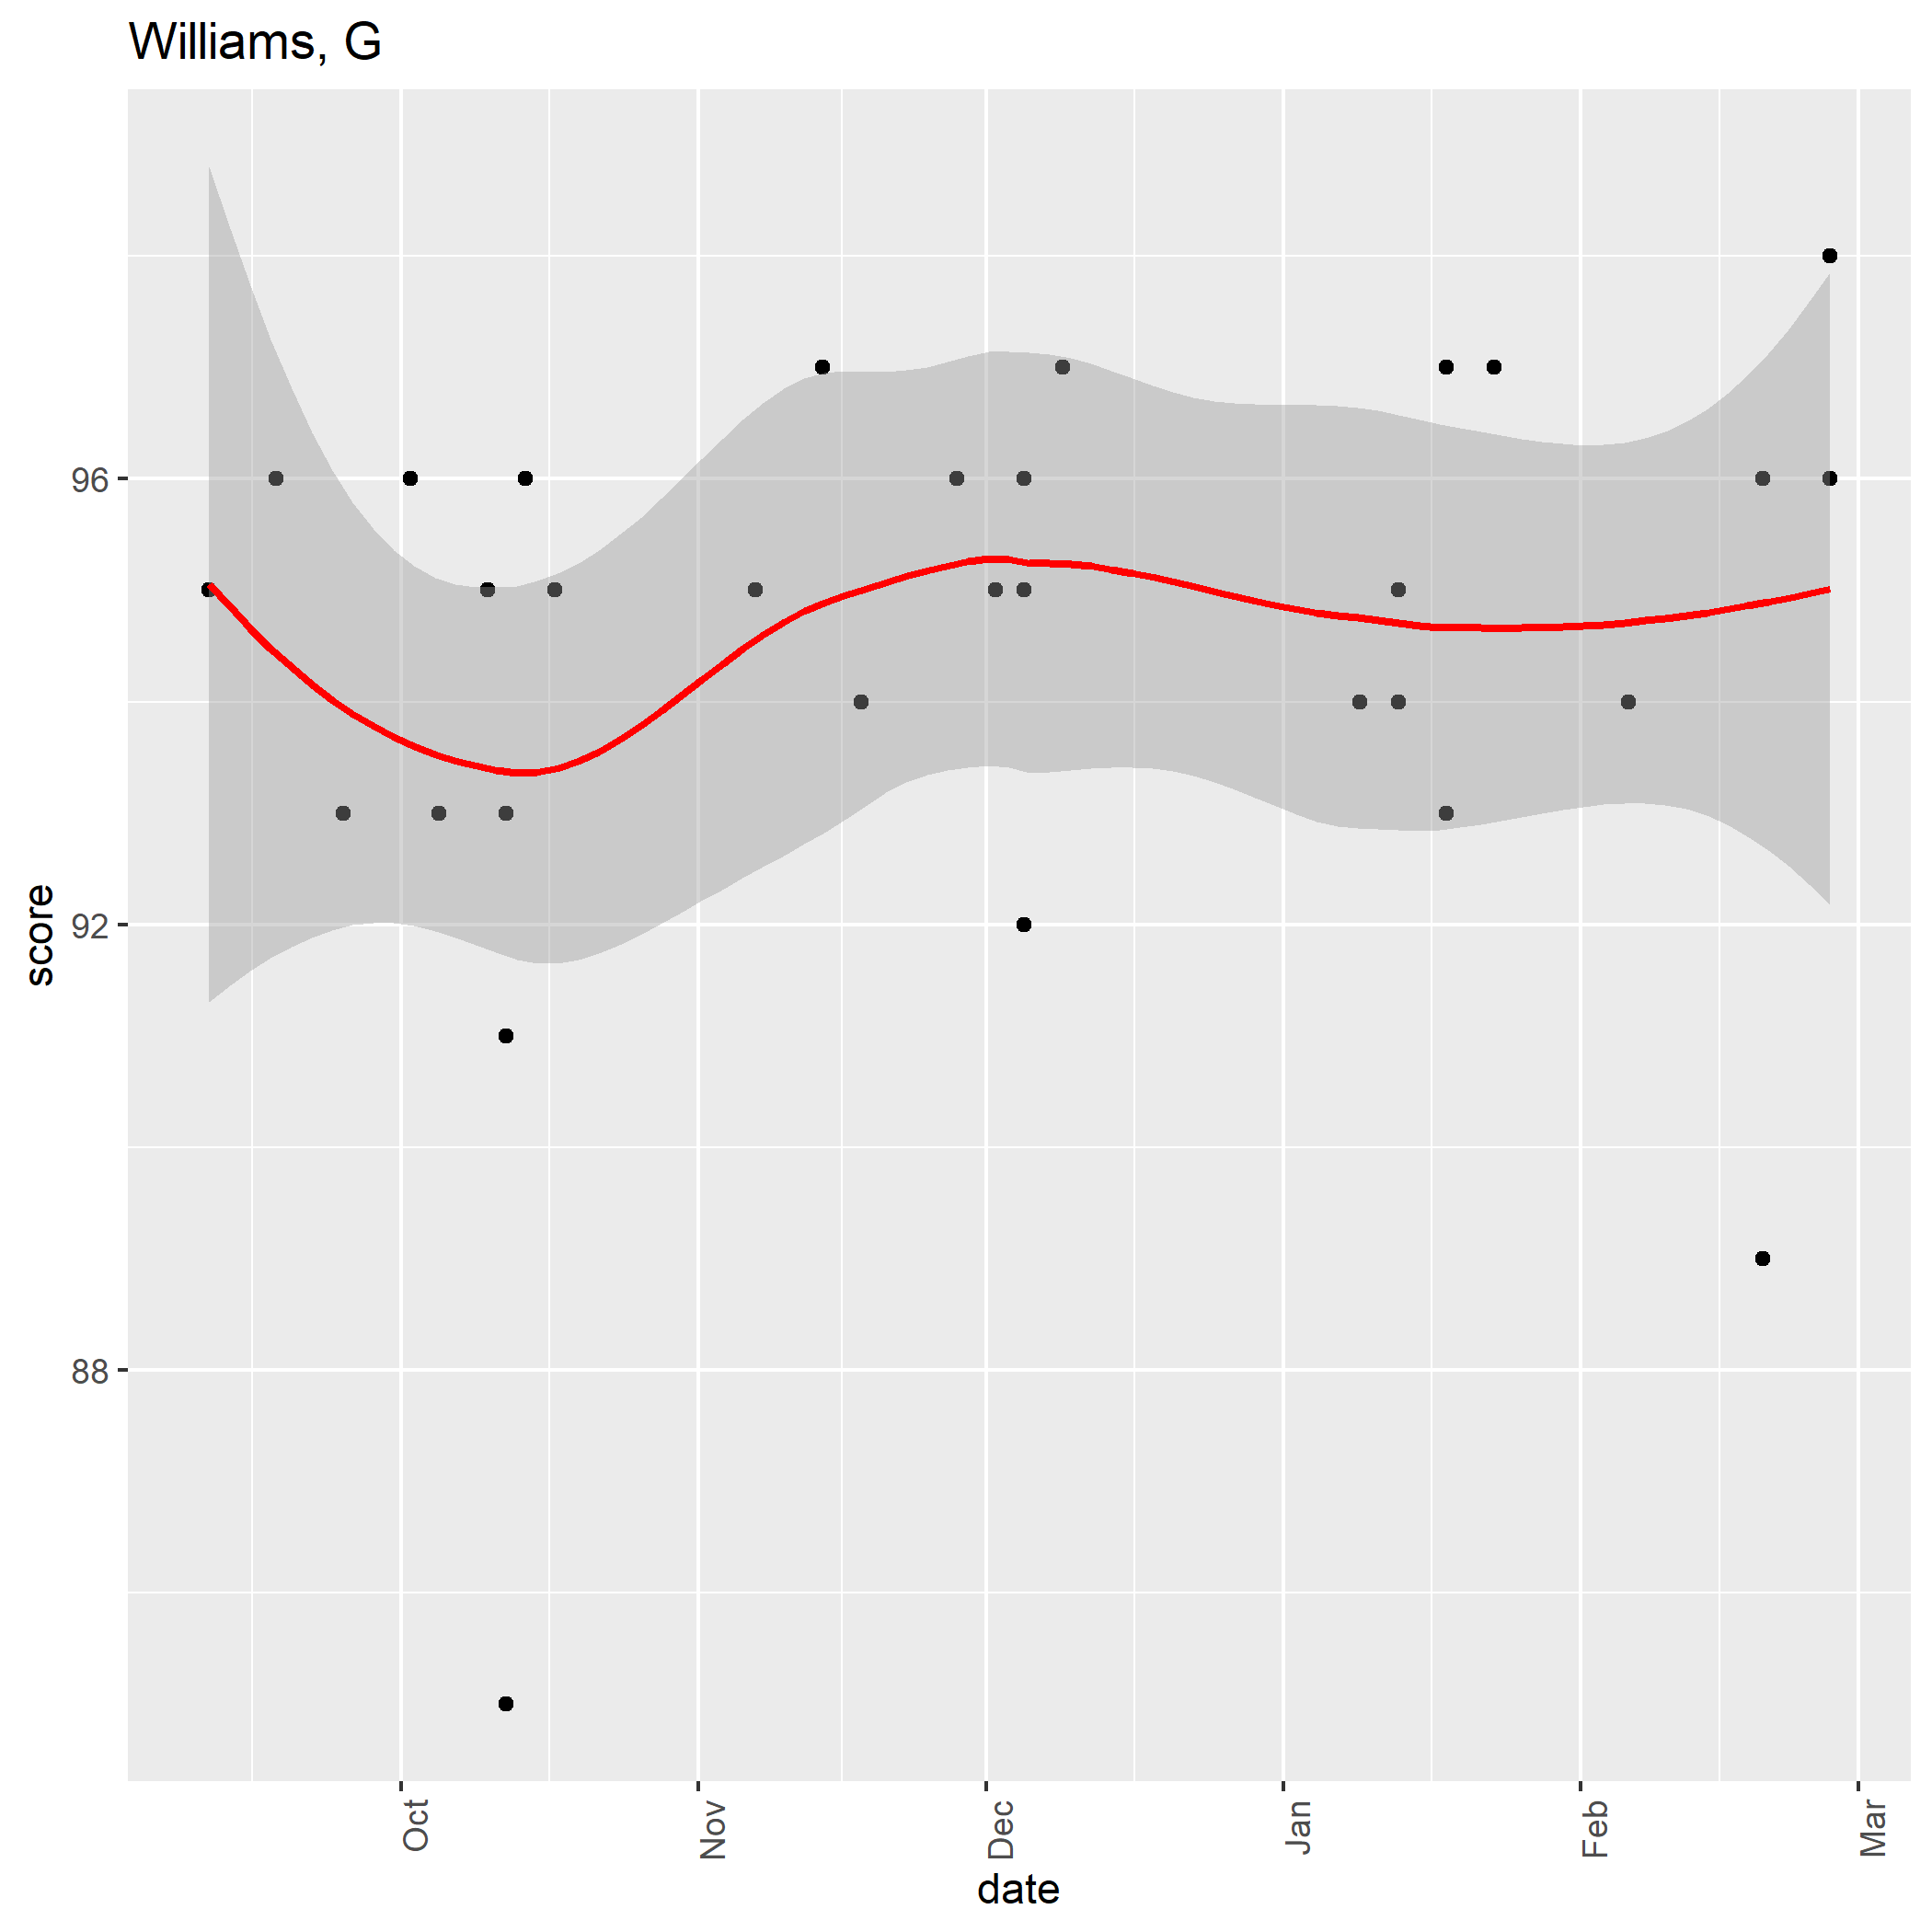 Williams, G
score
96
92
88
Oct
Nov
Dec
Jan
Feb
Mar
date